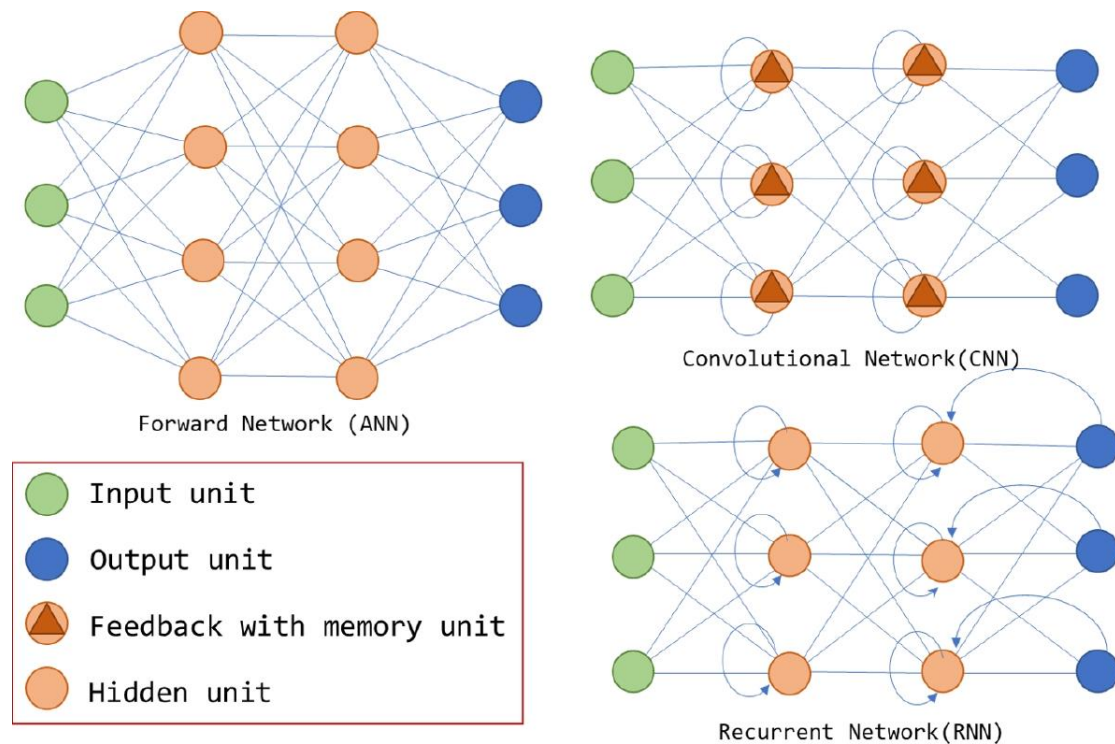 Forward Network (ANN)
Convolutional Network(CNN)
Input unit
Output unit
Feedback with memory unit
Hidden unit
Recurrent Network(RNN)